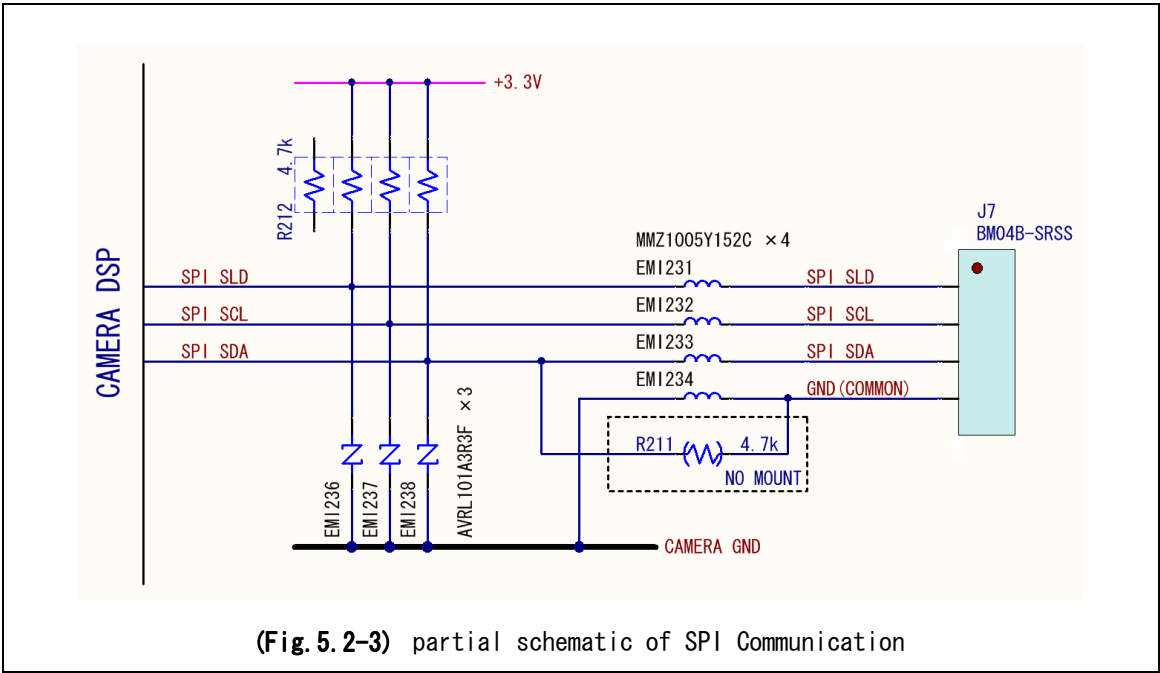 +3.3V
R212 4.7k
J7
BM04B-SRSS
MMZ1005Y152C ×4
CAMERA DSP
SPI SLD
EMI231
SPI SLD
SPI SCL
EMI232
SPI SCL
SPI SDA
EMI233
SPI SDA
EMI234
GND(COMMON)
R211
4.7k
NO MOUNT
EMI236
EMI237
EMI238
AVRL101A3R3F ×3
CAMERA GND
(Fig.5.2-3) partial schematic of SPI Communication